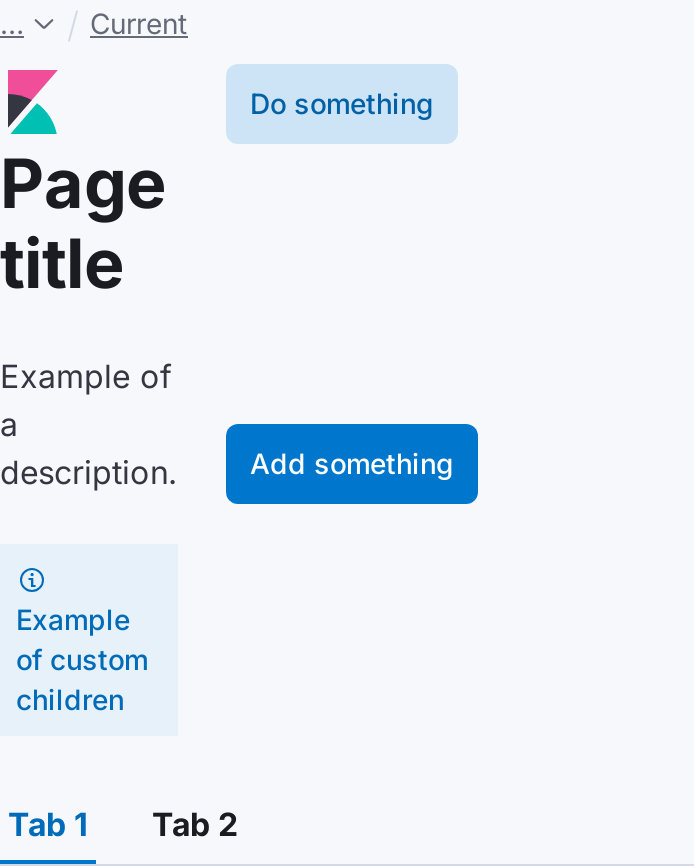 ... / Current
Do something
Page
title
Example of
a
description.
Add something
Example
of custom
children
Tab 1 Tab 2